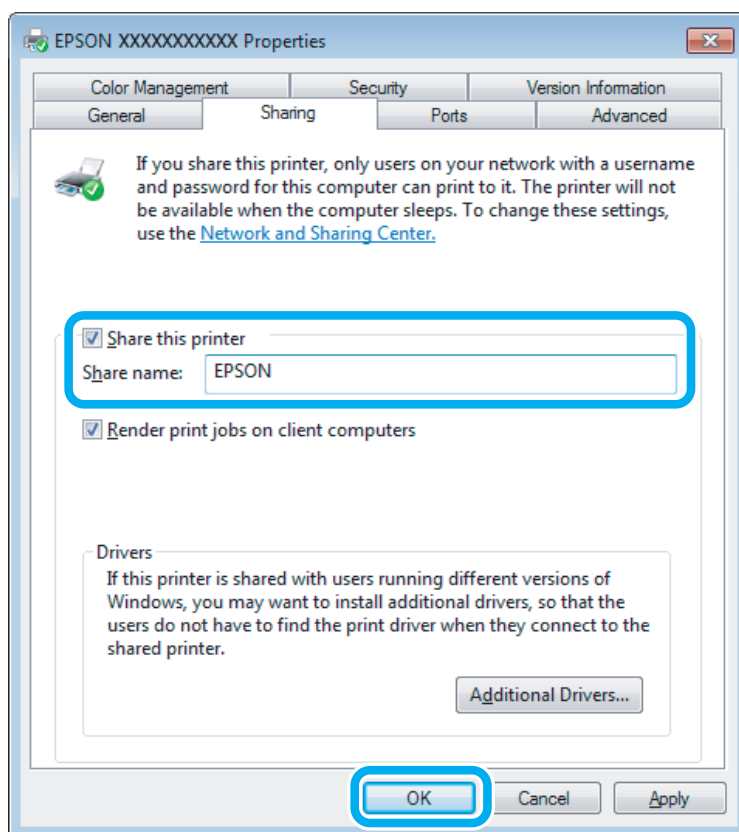 EPSON XXXXXXXXXXX Properties
Color Management Security Version Information
General Sharing Ports Advanced
If you share this printer, only users on your network with a username
and password for this computer can print to it. The printer will not
be available when the computer sleeps. To change these settings,
use the Network and Sharing Center.
Share this printer
Share name: EPSON
Render print jobs on client computers
Drivers
If this printer is shared with users running different versions of
Windows, you may want to install additional drivers, so that the
users do not have to find the print driver when they connect to the
shared printer.
Additional Drivers...
OK Cancel Apply